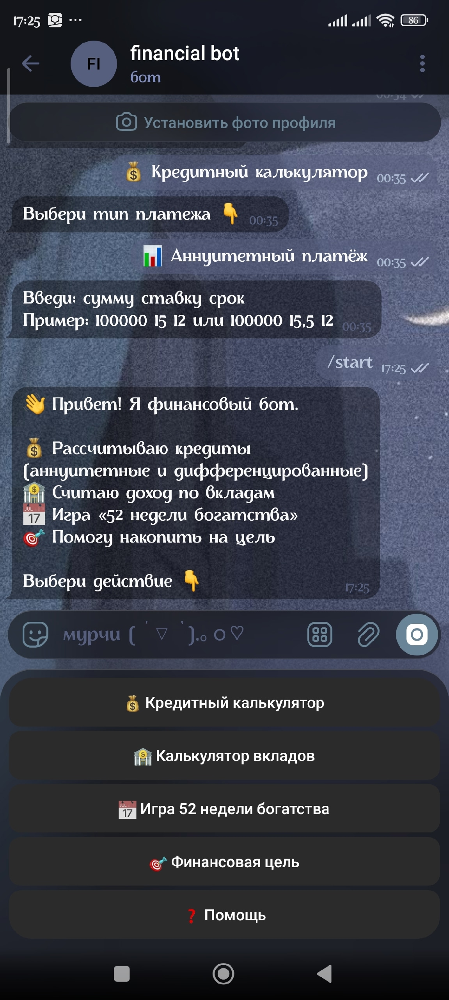 17:25 ... 86
FI financial bot
бот
00:34
Установить фото профиля
💰 Кредитный калькулятор 00:35
Выбери тип платежа 👇 00:35
📊 Аннуитетный платёж 00:35
Введи: сумму ставку срок
Пример: 100000 15 12 или 100000 15,5 12 00:35
/start 17:25
👋 Привет! Я финансовый бот.
💰 Рассчитываю кредиты
(аннуитетные и дифференцированные)
🏦 Считаю доход по вкладам
📅 Игра «52 недели богатства»
🎯 Помогу накопить на цель
Выбери действие 👇 17:25
мурчи ( ՛ ▽ ՝ ).。o ♡
💰 Кредитный калькулятор
🏦 Калькулятор вкладов
📅 Игра 52 недели богатства
🎯 Финансовая цель
❓ Помощь